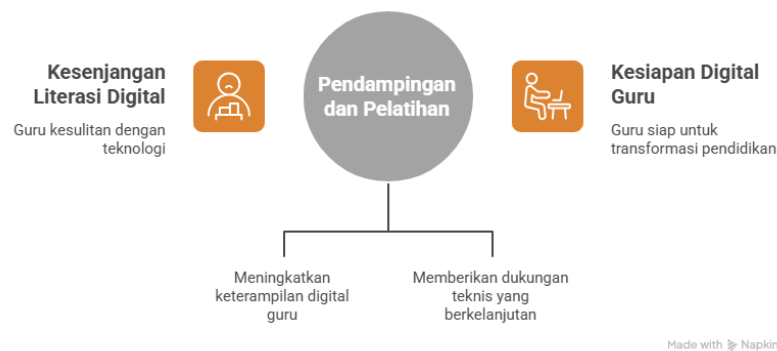 Kesenjangan
Literasi Digital
Guru kesulitan dengan
teknologi
Pendampingan
dan Pelatihan
Kesiapan Digital
Guru
Guru siap untuk
transformasi pendidikan
Meningkatkan
keterampilan digital
guru
Memberikan dukungan
teknis yang
berkelanjutan
Made with Napkin